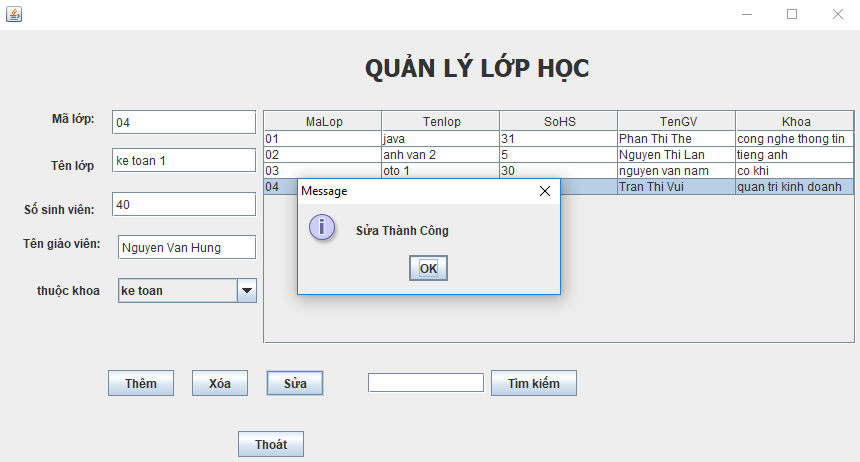 QUẢN LÝ LỚP HỌC
Mã lớp: 04
Tên lớp ke toan 1
Số sinh viên: 40
Tên giáo viên: Nguyen Van Hung
thuộc khoa ke toan
MaLop Tenlop SoHS TenGV Khoa
01 java 31 Phan Thi The cong nghe thong tin
02 anh van 2 5 Nguyen Thi Lan tieng anh
03 oto 1 30 nguyen van nam co khi
04 Tran Thi Vui quan tri kinh doanh
Message
Sửa Thành Công
OK
Thêm Xóa Sửa Tìm kiếm
Thoát